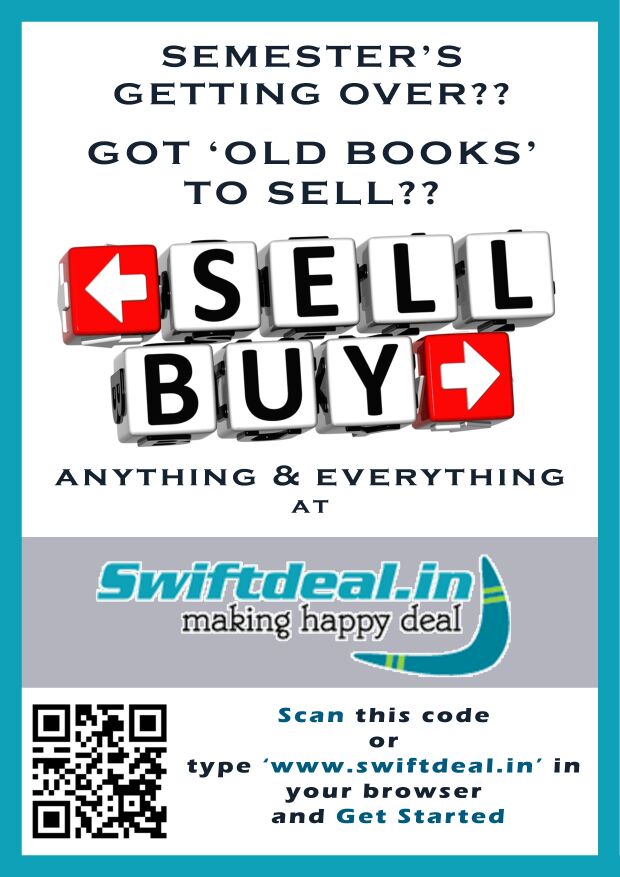 SEMESTER'S
GETTING OVER??
GOT ‘OLD BOOKS’
TO SELL??
SELL
BUY
ANYTHING & EVERYTHING
AT
Swiftdeal.in
making happy deal
Scan this code
or
type ‘www.swiftdeal.in’ in
your browser
and Get Started